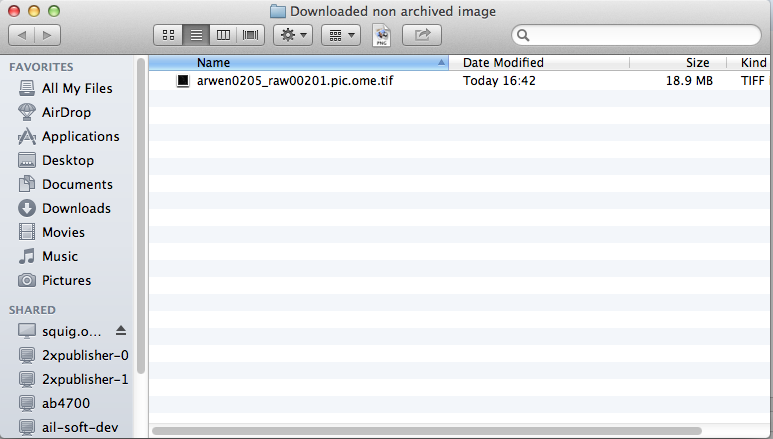 Downloaded non archived image
PNG
FAVORITES
All My Files
AirDrop
Applications
Desktop
Documents
Downloads
Movies
Music
Pictures
SHARED
squig.o...
2xpublisher-0
2xpublisher-1
ab4700
ail-soft-dev
Name Date Modified Size Kind
arwen0205_raw00201.pic.ome.tif Today 16:42 18.9 MB TIFF